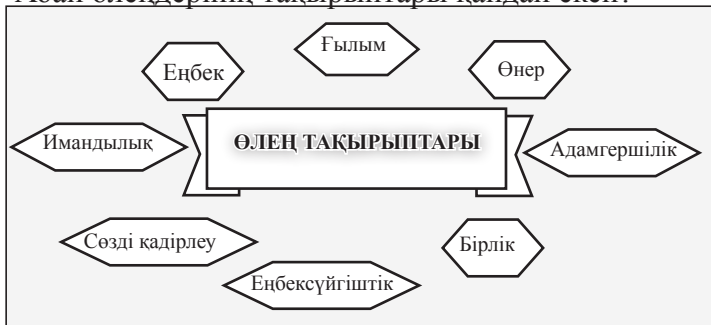 Абай өлеңдерінің тақырыптары қандай екен?
Ғылым
Еңбек
Өнер
Имандылық
ӨЛЕҢ ТАҚЫРЫПТАРЫ
Адамгершілік
Сөзді қадірлеу
Бірлік
Еңбексүйгіштік